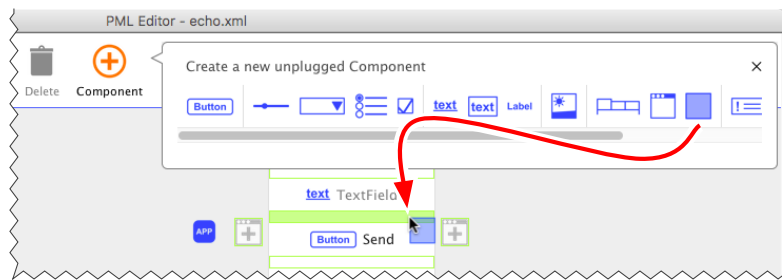 PML Editor - echo.xml
Delete
Component
Create a new unplugged Component
×
Button
text
text
Label
text TextField
APP
Button Send